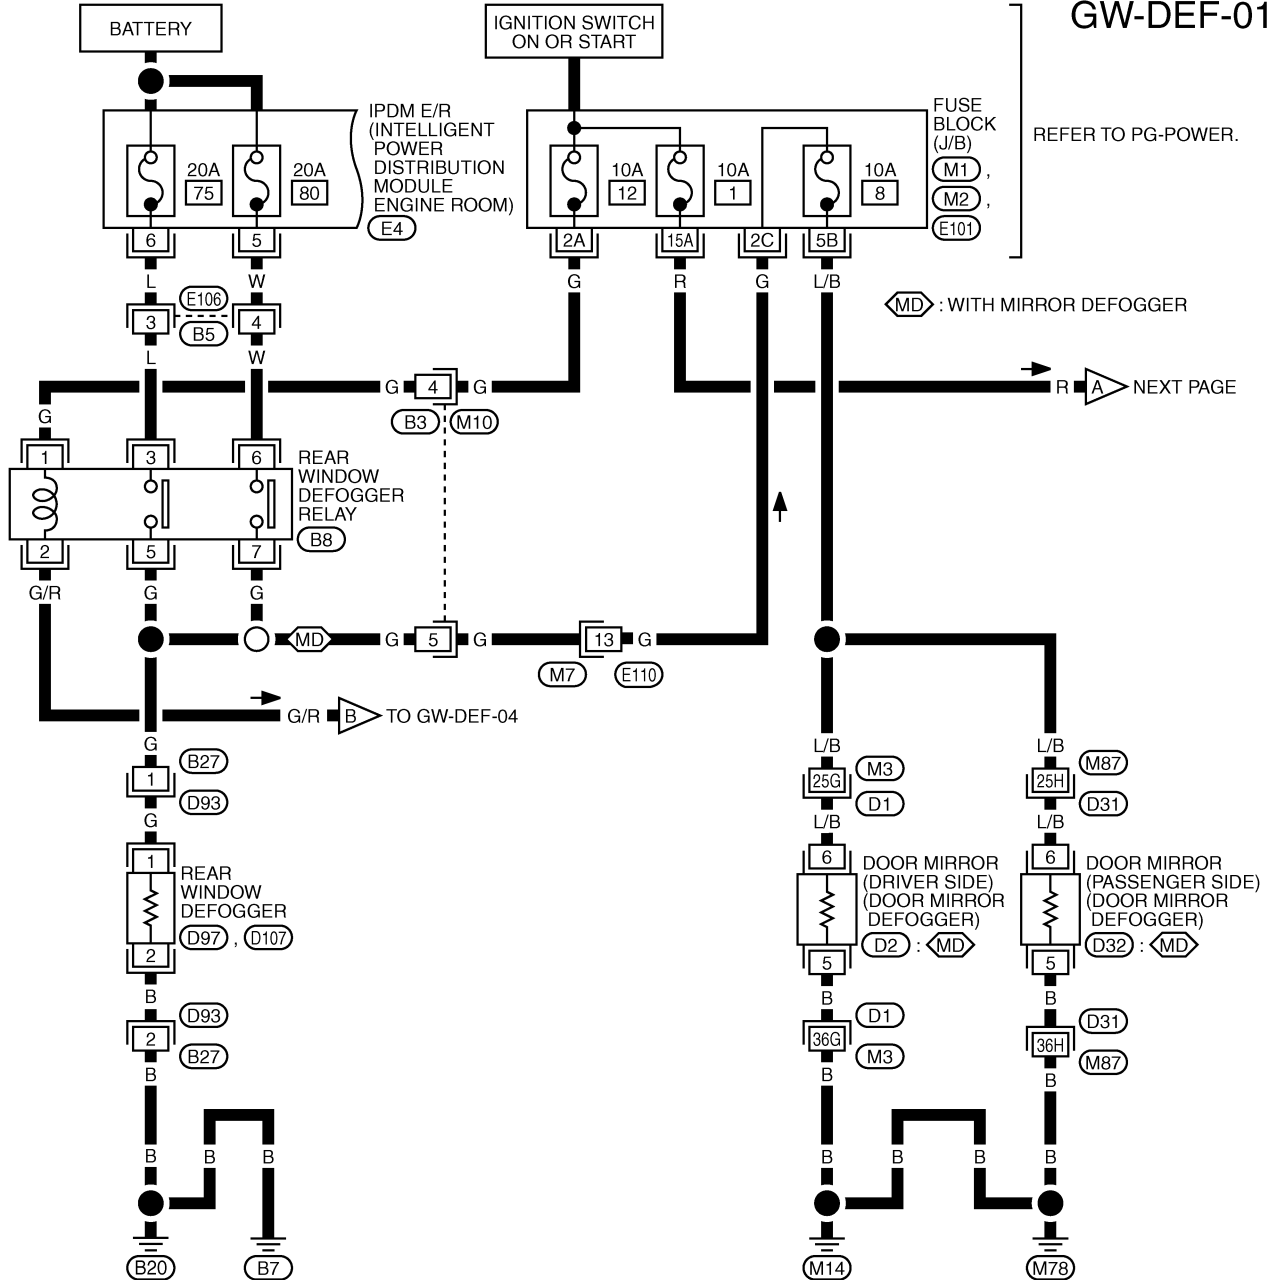 GW-DEF-01
BATTERY
IGNITION SWITCH
ON OR START
IPDM E/R
(INTELLIGENT
POWER
DISTRIBUTION
MODULE
ENGINE ROOM)
E4
20A
75
20A
80
10A
12
10A
1
10A
8
FUSE
BLOCK
(J/B)
M1 ,
M2 ,
E101
REFER TO PG-POWER.
6
5
2A
15A
2C
5B
L
W
G
R
G
L/B
E106
3
4
B5
MD : WITH MIRROR DEFOGGER
L
W
G
4
G
R
A
NEXT PAGE
G
B3
M10
1
3
6
REAR
WINDOW
DEFOGGER
RELAY
B8
2
5
7
G/R
G
G
MD
G
5
G
13
G
M7
E110
G/R
B
TO GW-DEF-04
G
L/B
L/B
B27
1
D93
M3
25G
D1
M87
25H
D31
G
L/B
L/B
1
6
6
REAR
WINDOW
DEFOGGER
D97 , D107
2
DOOR MIRROR
(DRIVER SIDE)
(DOOR MIRROR
DEFOGGER)
D2 : MD
5
DOOR MIRROR
(PASSENGER SIDE)
(DOOR MIRROR
DEFOGGER)
D32 : MD
5
B
B
B
D93
2
B27
D1
36G
M3
D31
36H
M87
B
B
B
B
B
B
B
B
B
B
B20
B7
M14
M78